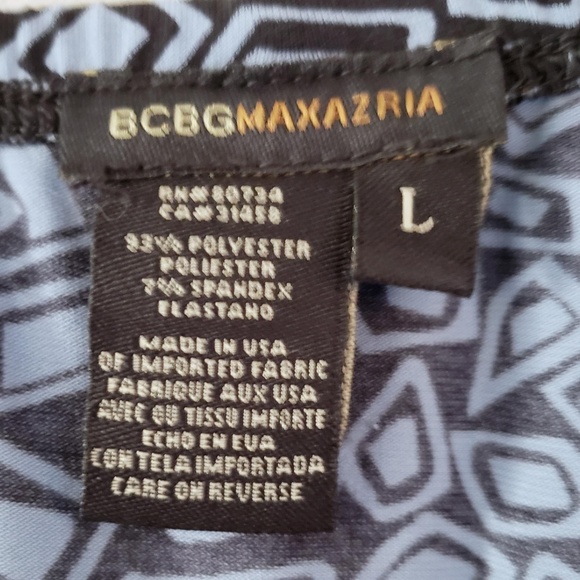 BCBGMAXAZRIA
L
RN#80734
CA#31458
93% POLYESTER
POLIESTER
7% SPANDEX
ELASTANO
MADE IN USA
OF IMPORTED FABRIC
FABRIQUE AUX USA
AVEC OU TISSU IMPORTE
ECHO EN EUA
CON TELA IMPORTADA
CARE ON REVERSE